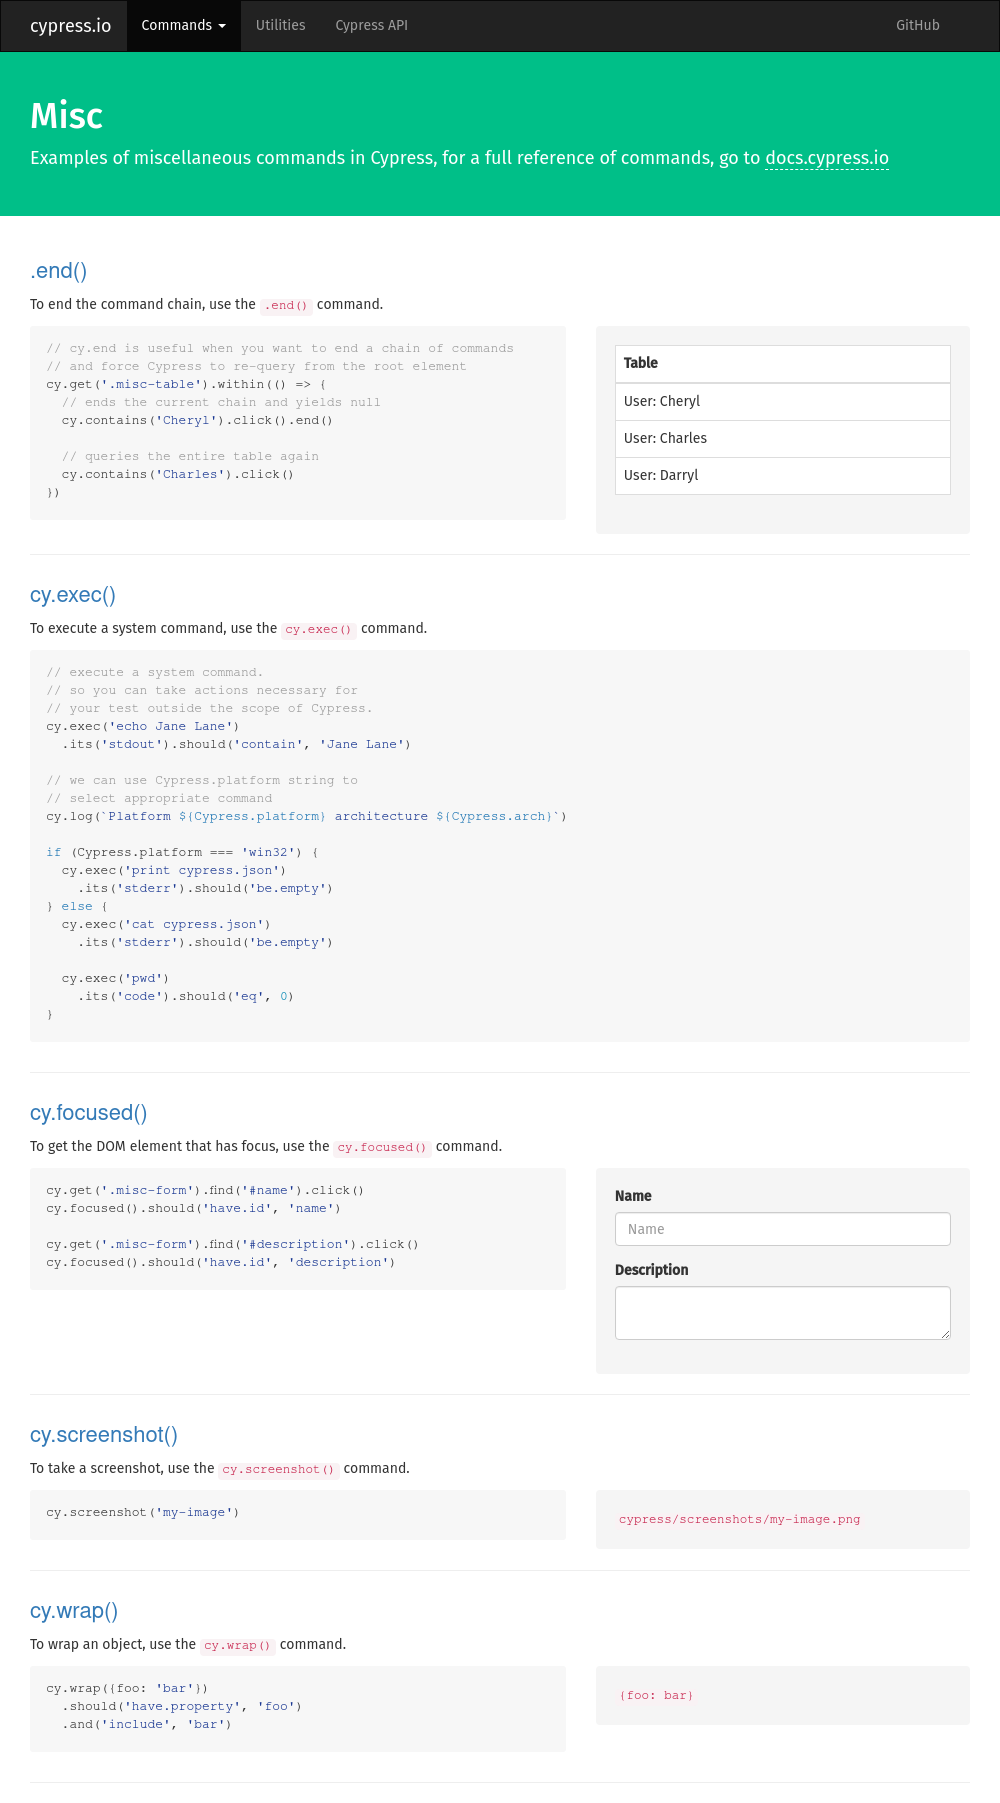 cypress.io Commands Utilities Cypress API GitHub
Misc
Examples of miscellaneous commands in Cypress, for a full reference of commands, go to docs.cypress.io
.end()
To end the command chain, use the .end() command.
// cy.end is useful when you want to end a chain of commands
// and force Cypress to re-query from the root element
cy.get('.misc-table').within(() => {
  // ends the current chain and yields null
  cy.contains('Cheryl').click().end()

  // queries the entire table again
  cy.contains('Charles').click()
})
Table
User: Cheryl
User: Charles
User: Darryl
cy.exec()
To execute a system command, use the cy.exec() command.
// execute a system command.
// so you can take actions necessary for
// your test outside the scope of Cypress.
cy.exec('echo Jane Lane')
  .its('stdout').should('contain', 'Jane Lane')

// we can use Cypress.platform string to
// select appropriate command
cy.log(`Platform ${Cypress.platform} architecture ${Cypress.arch}`)

if (Cypress.platform === 'win32') {
  cy.exec('print cypress.json')
    .its('stderr').should('be.empty')
} else {
  cy.exec('cat cypress.json')
    .its('stderr').should('be.empty')

  cy.exec('pwd')
    .its('code').should('eq', 0)
}
cy.focused()
To get the DOM element that has focus, use the cy.focused() command.
cy.get('.misc-form').find('#name').click()
cy.focused().should('have.id', 'name')

cy.get('.misc-form').find('#description').click()
cy.focused().should('have.id', 'description')
Name
Name
Description
cy.screenshot()
To take a screenshot, use the cy.screenshot() command.
cy.screenshot('my-image')
cypress/screenshots/my-image.png
cy.wrap()
To wrap an object, use the cy.wrap() command.
cy.wrap({foo: 'bar'})
  .should('have.property', 'foo')
  .and('include', 'bar')
{foo: bar}